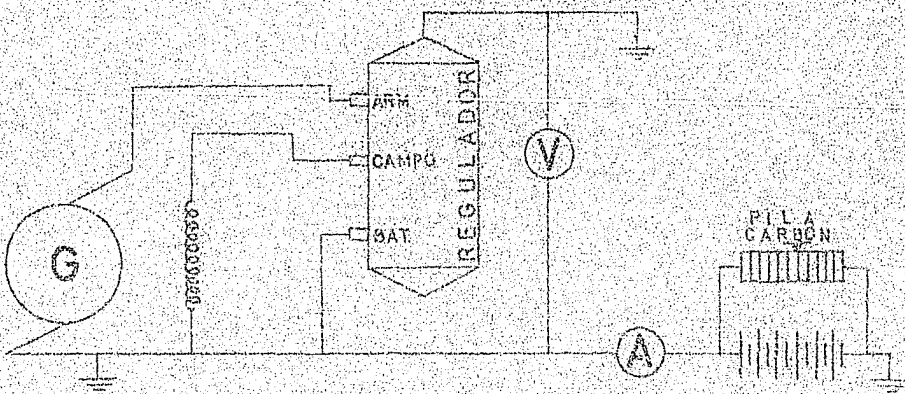 ARM.
CAMPO
BAT.
REGULADOR
G
V
A
PILA
CARBON